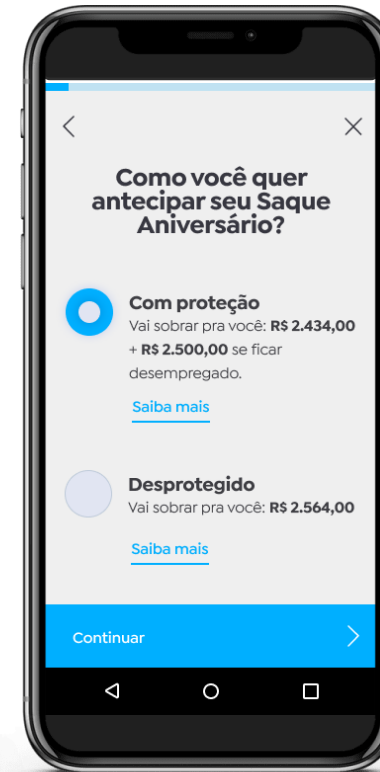 Como você quer
antecipar seu Saque
Aniversário?
Com proteção
Vai sobrar pra você: R$ 2.434,00
+ R$ 2.500,00 se ficar
desempregado.
Saiba mais
Desprotegido
Vai sobrar pra você: R$ 2.564,00
Saiba mais
Continuar